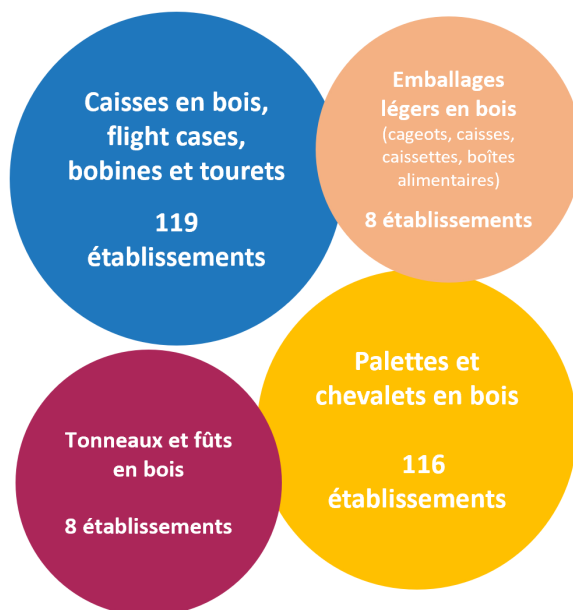 Caisses en bois,
flight cases,
bobines et tourets
119
établissements
Emballages
légers en bois
(cageots, caisses,
caissettes, boîtes
alimentaires)
8 établissements
Tonneaux et fûts
en bois
8 établissements
Palettes et
chevalets en bois
116
établissements